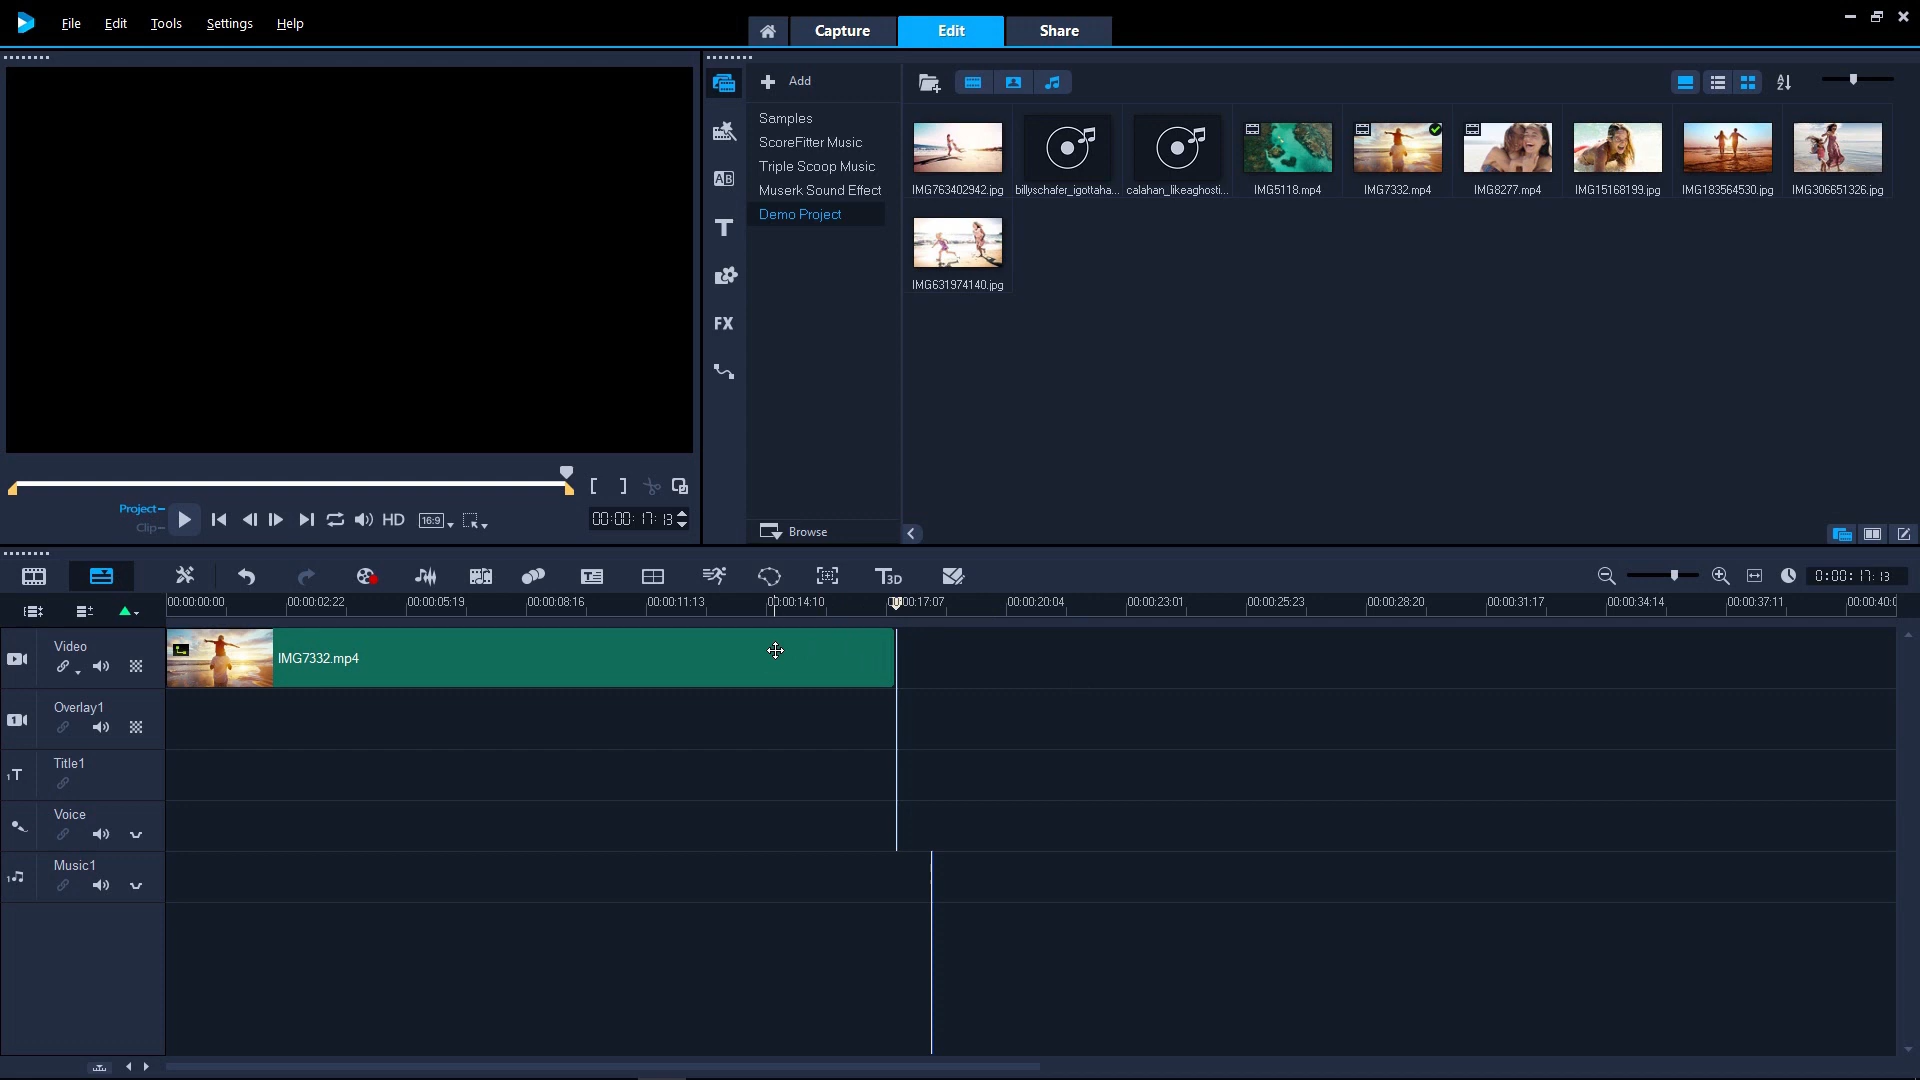 File Edit Tools Settings Help
Capture Edit Share
Add
Samples
ScoreFitter Music
Triple Scoop Music
Muserk Sound Effect
Demo Project
Browse
AB
T
FX
IMG763402942.jpg billyschafer_igottaha... calahan_likeaghosti... IMG5118.mp4 IMG7332.mp4 IMG8277.mp4 IMG15168199.jpg IMG183564530.jpg IMG306651326.jpg
IMG631974140.jpg
Project
Clip
HD 16:9 00:00:17:13
T3D
0:00:17:13
00:00:00:00 00:00:02:22 00:00:05:19 00:00:08:16 00:00:11:13 00:00:14:10 00:00:17:07 00:00:20:04 00:00:23:01 00:00:25:23 00:00:28:20 00:00:31:17 00:00:34:14 00:00:37:11 00:00:40:0
Video
IMG7332.mp4
1 Overlay1
1T Title1
Voice
1 Music1